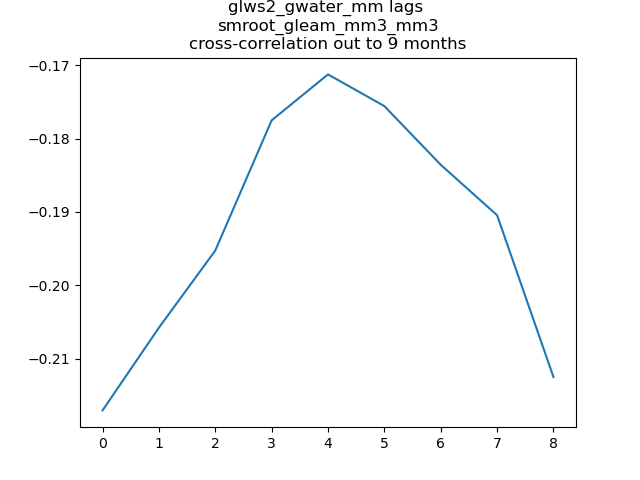 glws2_gwater_mm lags
smroot_gleam_mm3_mm3
cross-correlation out to 9 months
−0.17
−0.18
−0.19
−0.20
−0.21
0 1 2 3 4 5 6 7 8